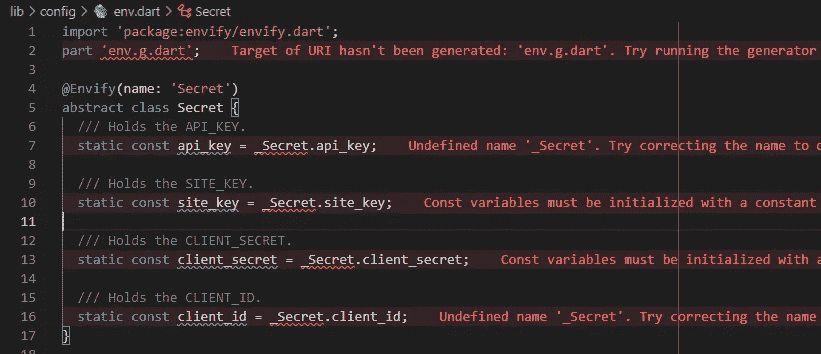 lib > config > env.dart > Secret
1 import 'package:envify/envify.dart';
2 part 'env.g.dart'; Target of URI hasn't been generated: 'env.g.dart'. Try running the generator
3
4 @Envify(name: 'Secret')
5 abstract class Secret {
6 /// Holds the API_KEY.
7 static const api_key = _Secret.api_key; Undefined name '_Secret'. Try correcting the name to
8
9 /// Holds the SITE_KEY.
10 static const site_key = _Secret.site_key; Const variables must be initialized with a constant
11
12 /// Holds the CLIENT_SECRET.
13 static const client_secret = _Secret.client_secret; Const variables must be initialized with
14
15 /// Holds the CLIENT_ID.
16 static const client_id = _Secret.client_id; Undefined name '_Secret'. Try correcting the name
17 }